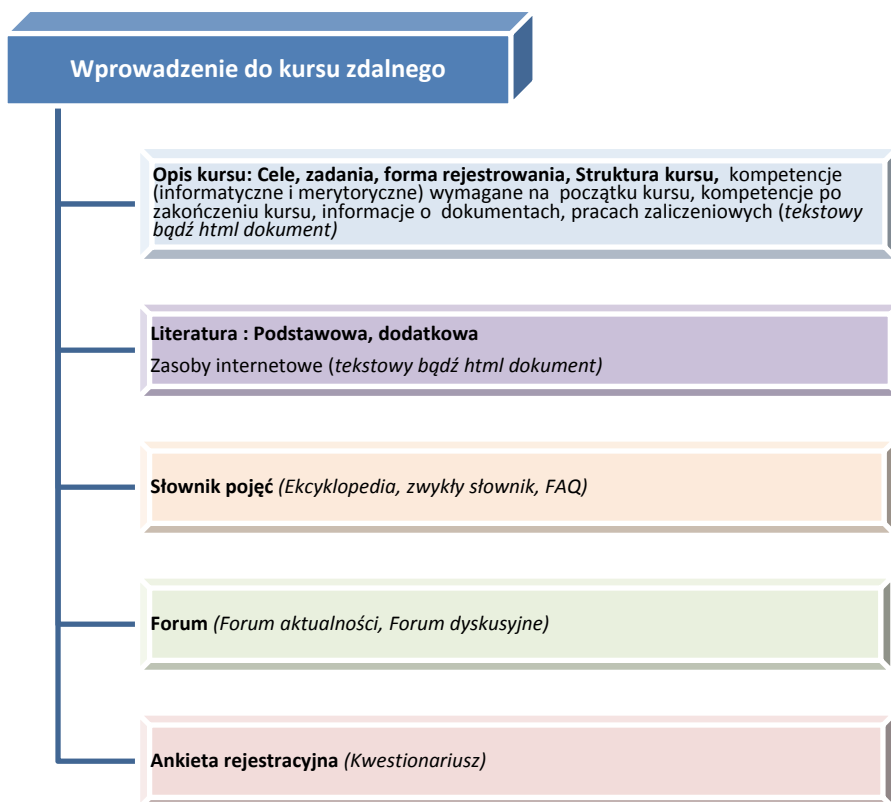 Wprowadzenie do kursu zdalnego
Opis kursu: Cele, zadania, forma rejestrowania, Struktura kursu, kompetencje
(informatyczne i merytoryczne) wymagane na początku kursu, kompetencje po
zakończeniu kursu, informacje o dokumentach, pracach zaliczeniowych (tekstowy
bądź html dokument)
Literatura : Podstawowa, dodatkowa
Zasoby internetowe (tekstowy bądź html dokument)
Słownik pojęć (Ekcyklopedia, zwykły słownik, FAQ)
Forum (Forum aktualności, Forum dyskusyjne)
Ankieta rejestracyjna (Kwestionariusz)